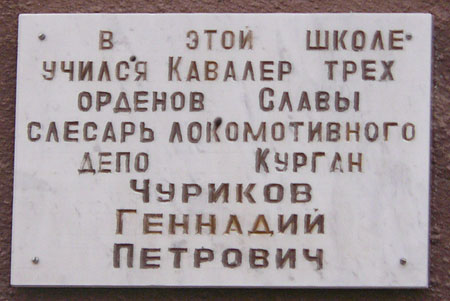 В ЭТОЙ ШКОЛЕ
УЧИЛСЯ КАВАЛЕР ТРЕХ
ОРДЕНОВ СЛАВЫ
СЛЕСАРЬ ЛОКОМОТИВНОГО
ДЕПО КУРГАН
ЧУРИКОВ
ГЕННАДИЙ
ПЕТРОВИЧ